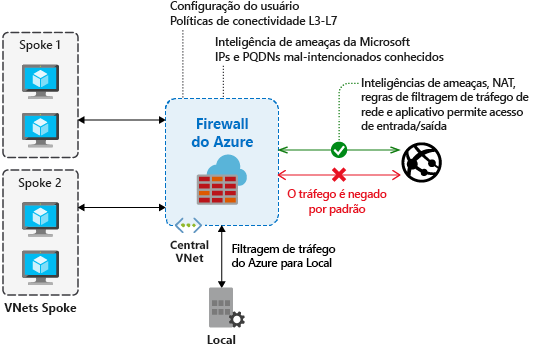 Configuração do usuário
Políticas de conectividade L3-L7
Inteligência de ameaças da Microsoft
IPs e PQDNs mal-intencionados conhecidos
Spoke 1
Inteligências de ameaças, NAT,
regras de filtragem de tráfego de
rede e aplicativo permite acesso
de entrada/saída
Firewall
do Azure
O tráfego é negado
por padrão
Spoke 2
Central
VNet
Filtragem de tráfego
do Azure para Local
VNets Spoke
Local